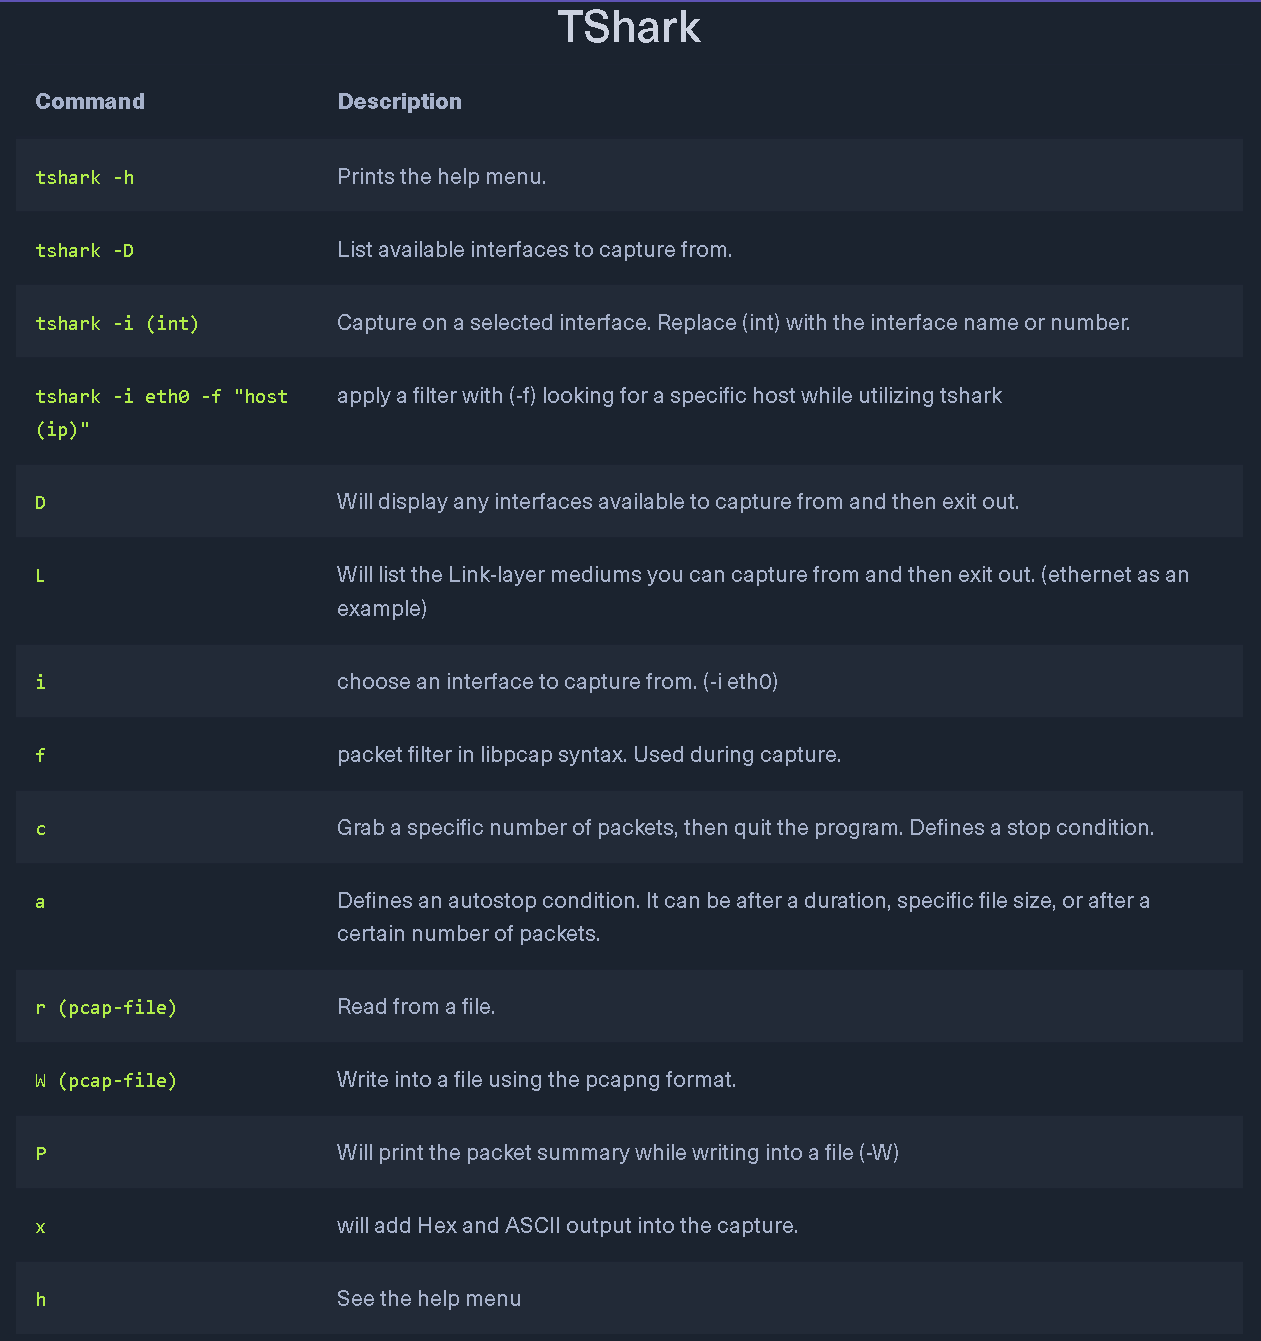 TShark
Command Description
tshark -h Prints the help menu.
tshark -D List available interfaces to capture from.
tshark -i (int) Capture on a selected interface. Replace (int) with the interface name or number.
tshark -i eth0 -f "host apply a filter with (-f) looking for a specific host while utilizing tshark
(ip)"
D Will display any interfaces available to capture from and then exit out.
L Will list the Link-layer mediums you can capture from and then exit out. (ethernet as an
example)
i choose an interface to capture from. (-i eth0)
f packet filter in libpcap syntax. Used during capture.
c Grab a specific number of packets, then quit the program. Defines a stop condition.
a Defines an autostop condition. It can be after a duration, specific file size, or after a
certain number of packets.
r (pcap-file) Read from a file.
W (pcap-file) Write into a file using the pcapng format.
P Will print the packet summary while writing into a file (-W)
x will add Hex and ASCII output into the capture.
h See the help menu